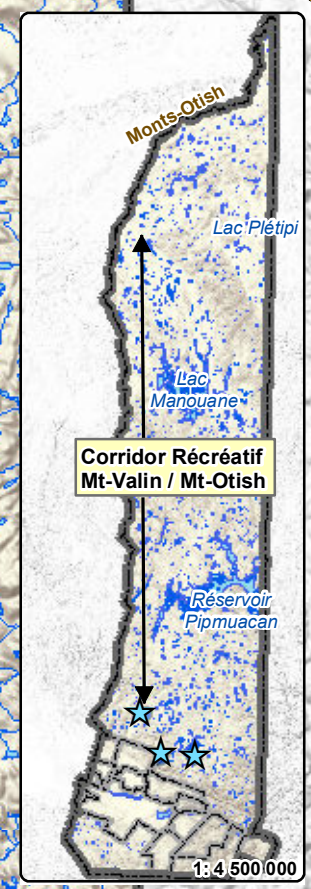 Monts-Otish
Lac Plétipi
Lac
Manouane
Corridor Récréatif
Mt-Valin / Mt-Otish
Réservoir
Pipmuacan
1: 4 500 000